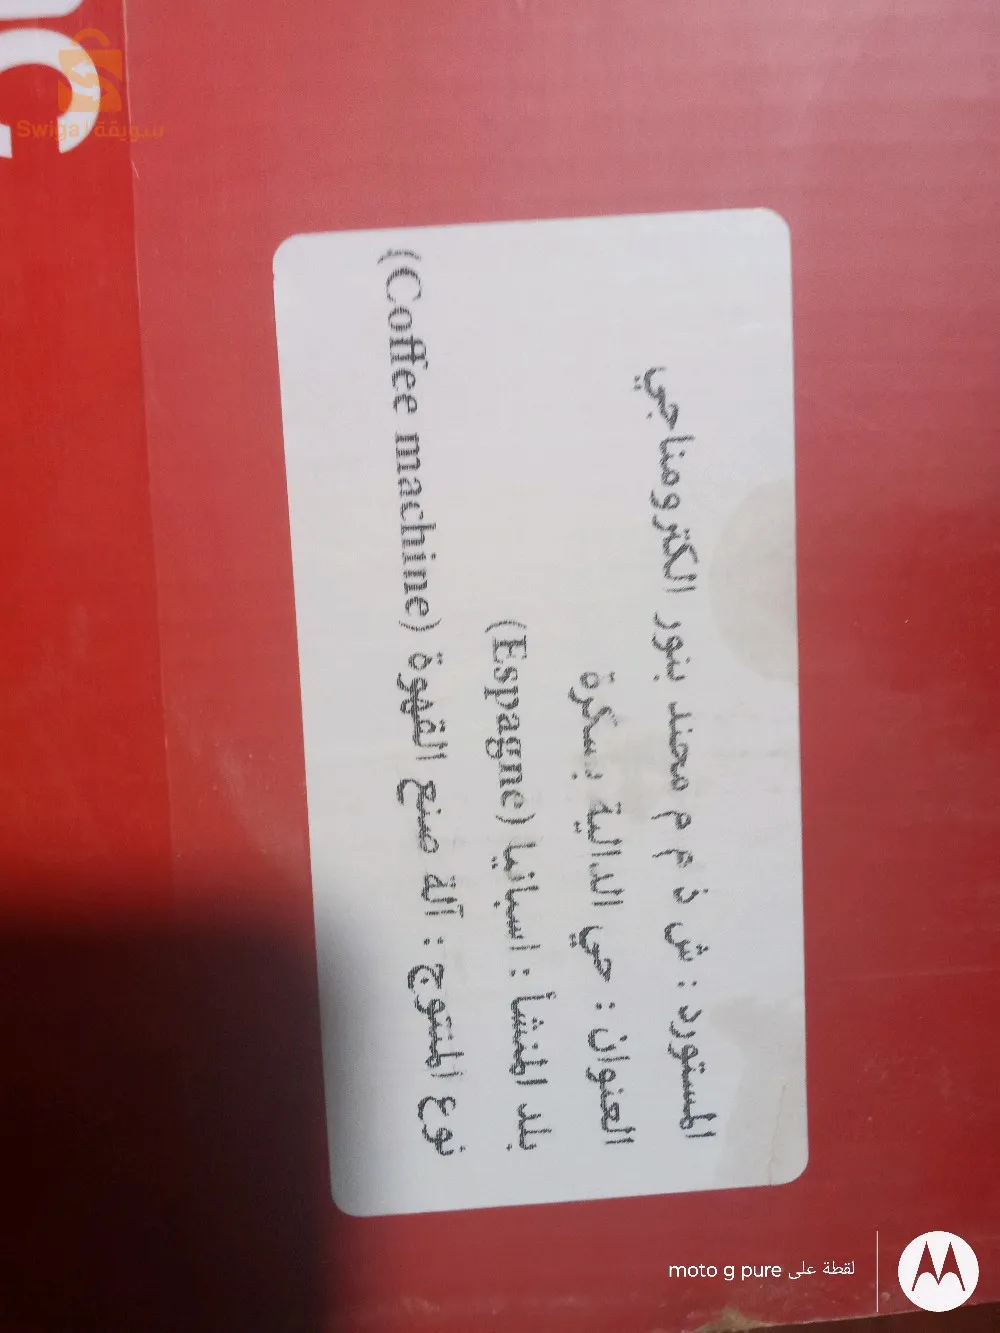 المستورد : ش ذ م م محند بنور الكترومناجي
العنوان : حي الدالية بسكرة
بلد المنشأ : اسبانيا (Espagne)
نوع المنتوج : آلة صنع القهوة (Coffee machine)
Swiqa سويقة
لقطة على moto g pure